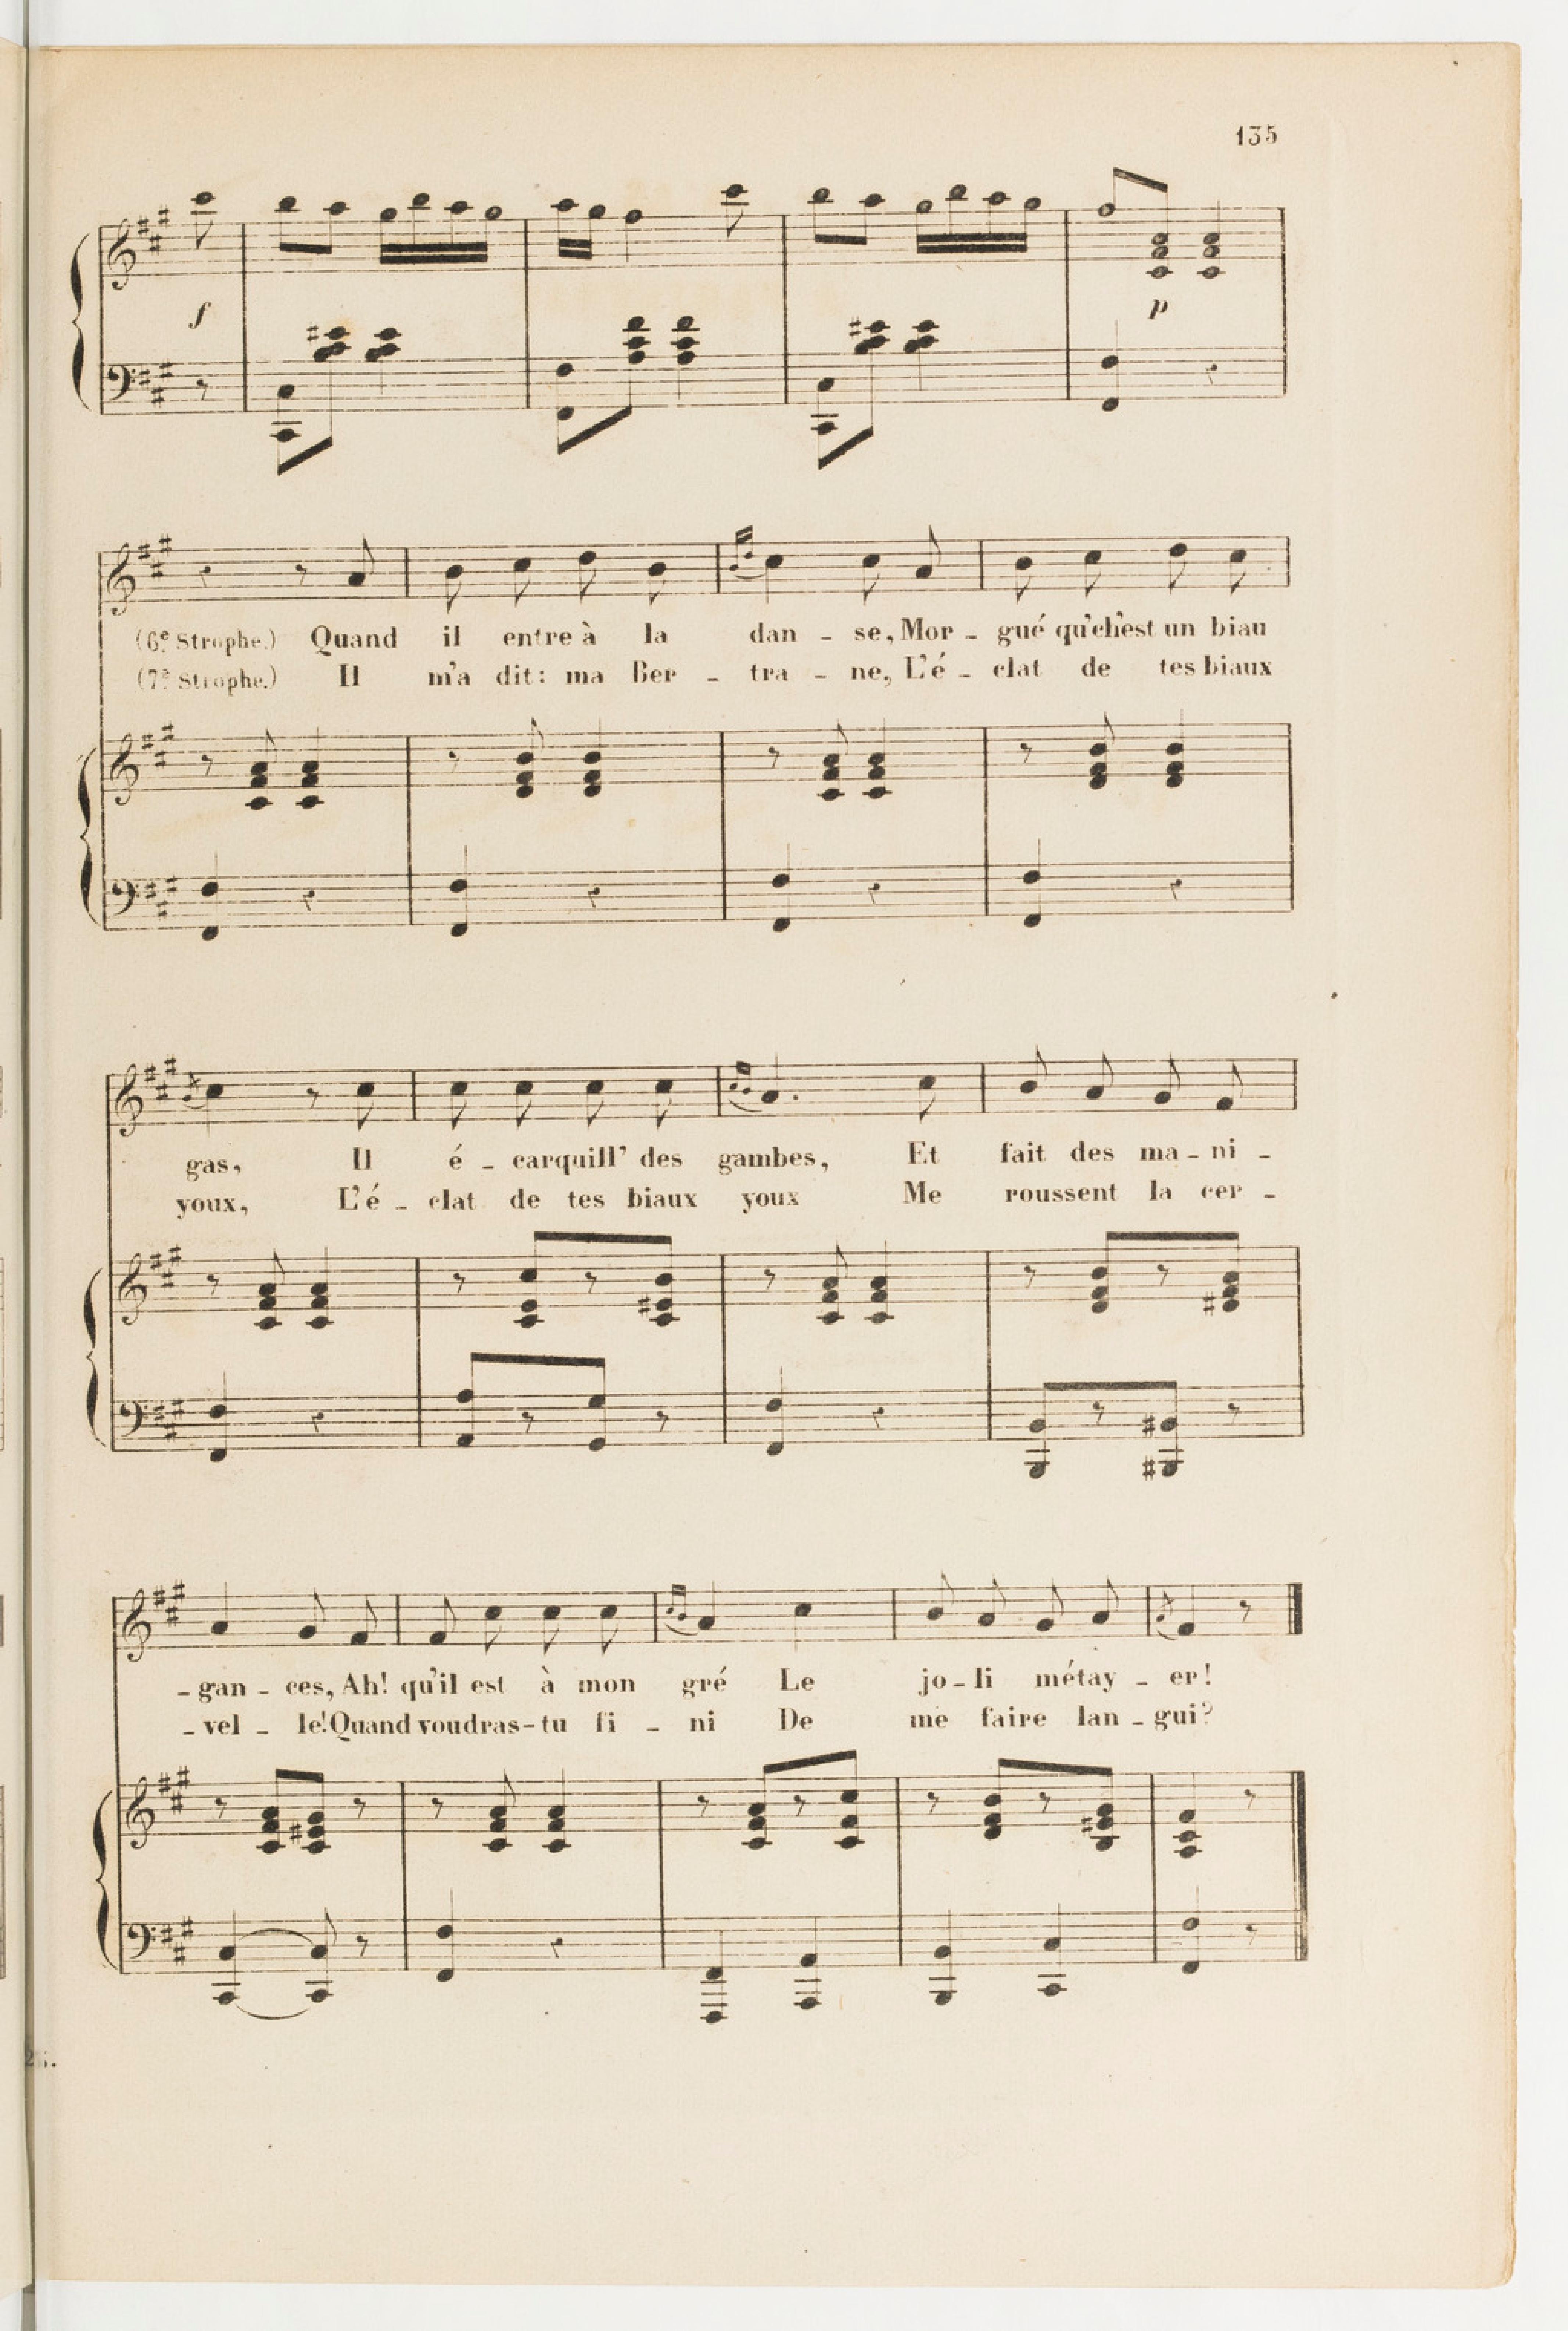 135
f
p
(6e Strophe.) Quand il entre à la dan - se, Mor - gué qu'ch'est un biau
(7e Strophe.) Il m'a dit: ma Ber - tra - ne, L'é - clat de tes biaux
gas, Il é - carquill' des gambes, Et fait des ma - ni -
youx, L'é - clat de tes biaux youx Me roussent la cer -
- gan - ces, Ah! qu'il est à mon gré Le jo - li métay - er!
- vel - le! Quand voudras - tu fi - ni De me faire lan - gui?